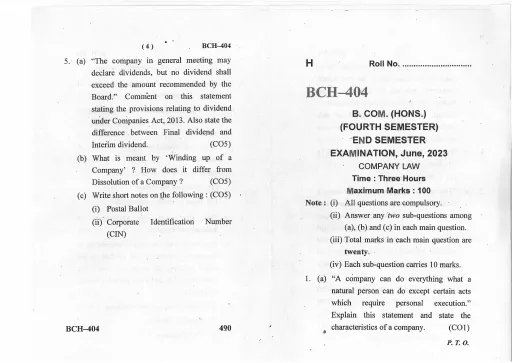 ( 4 ) BCH–404
5. (a) "The company in general meeting may
declare dividends, but no dividend shall
exceed the amount recommended by the
Board." Comment on this statement
stating the provisions relating to dividend
under Companies Act, 2013. Also state the
difference between Final dividend and
Interim dividend. (CO5)
(b) What is meant by 'Winding up of a
Company' ? How does it differ from
Dissolution of a Company ? (CO5)
(c) Write short notes on the following : (CO5)
(i) Postal Ballot
(ii) Corporate Identification Number
(CIN)
BCH–404 490
H Roll No. ..............................
BCH–404
B. COM. (HONS.)
(FOURTH SEMESTER)
END SEMESTER
EXAMINATION, June, 2023
COMPANY LAW
Time : Three Hours
Maximum Marks : 100
Note : (i) All questions are compulsory.
(ii) Answer any two sub-questions among
(a), (b) and (c) in each main question.
(iii) Total marks in each main question are
twenty.
(iv) Each sub-question carries 10 marks.
1. (a) "A company can do everything what a
natural person can do except certain acts
which require personal execution."
Explain this statement and state the
characteristics of a company. (CO1)
P. T. O.